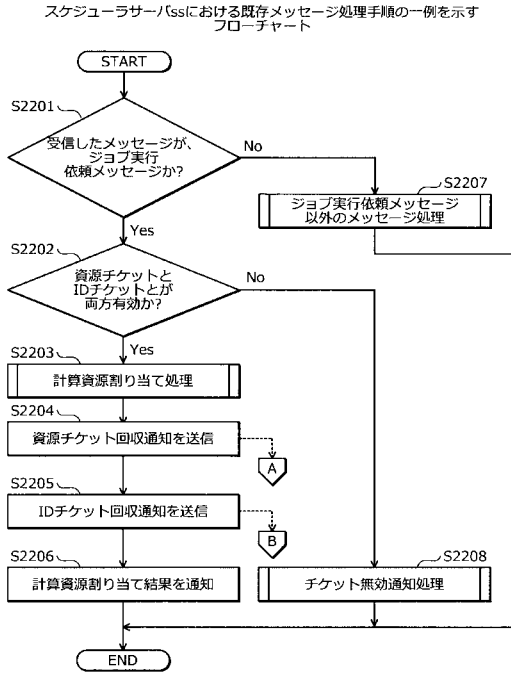 スケジューラサーバssにおける既存メッセージ処理手順の一例を示す
フローチャート
START
S2201
受信したメッセージが、
ジョブ実行
依頼メッセージか?
No
S2207
ジョブ実行依頼メッセージ
以外のメッセージ処理
Yes
S2202
資源チケットと
IDチケットとが
両方有効か?
No
Yes
S2203
計算資源割り当て処理
S2204
資源チケット回収通知を送信
A
S2205
IDチケット回収通知を送信
B
S2206
計算資源割り当て結果を通知
S2208
チケット無効通知処理
END